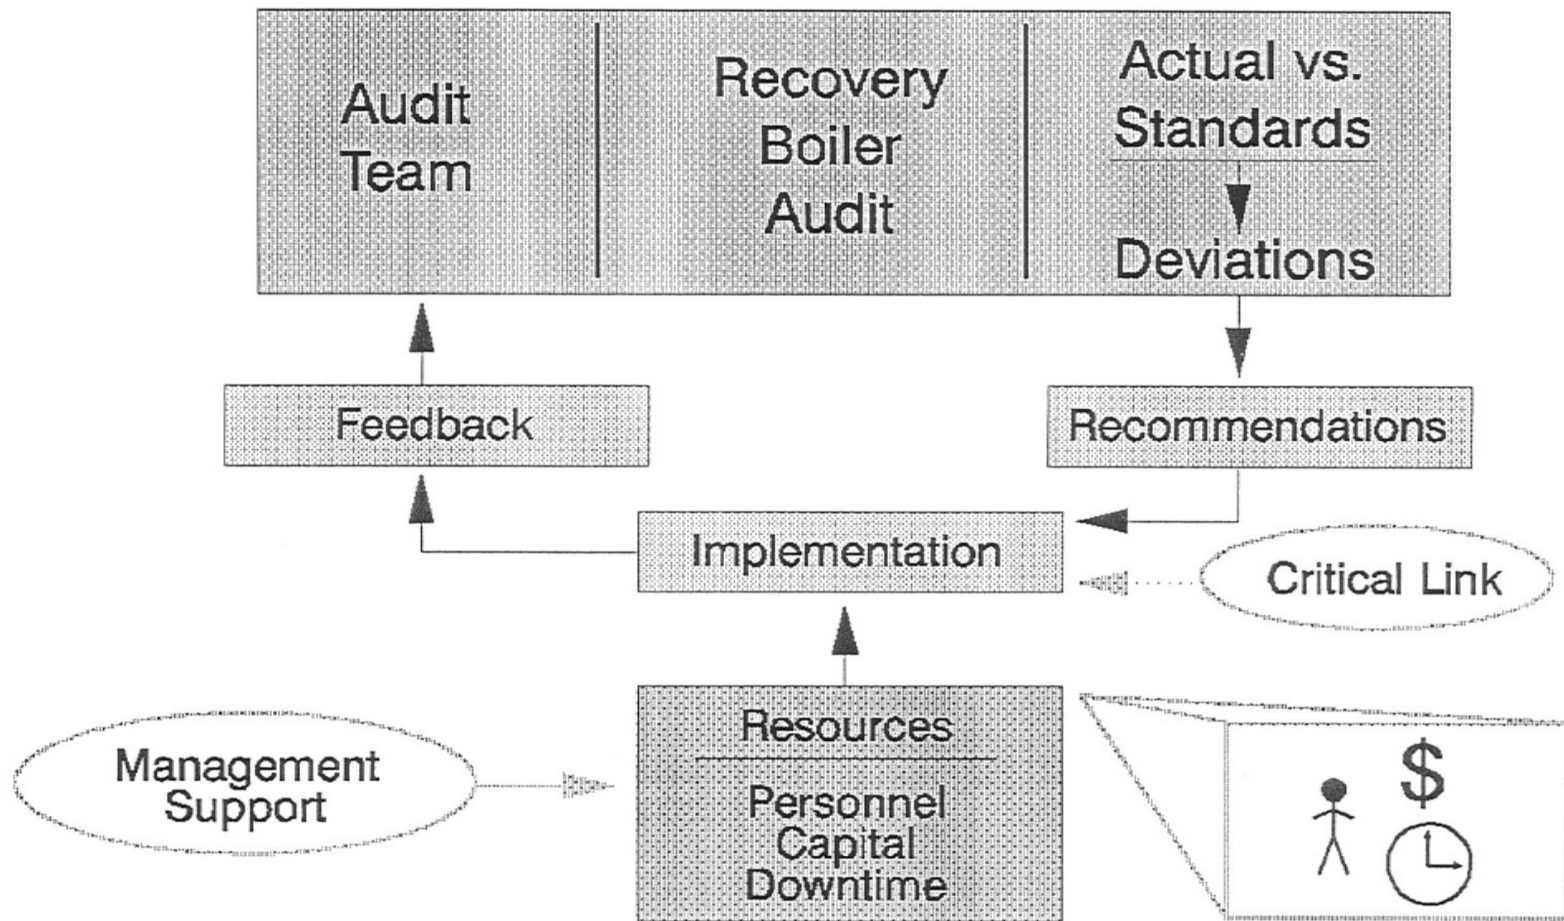 Audit
Team
Recovery
Boiler
Audit
Actual vs.
Standards
Deviations
Feedback
Recommendations
Implementation
Critical Link
Management
Support
Resources
Personnel
Capital
Downtime
$